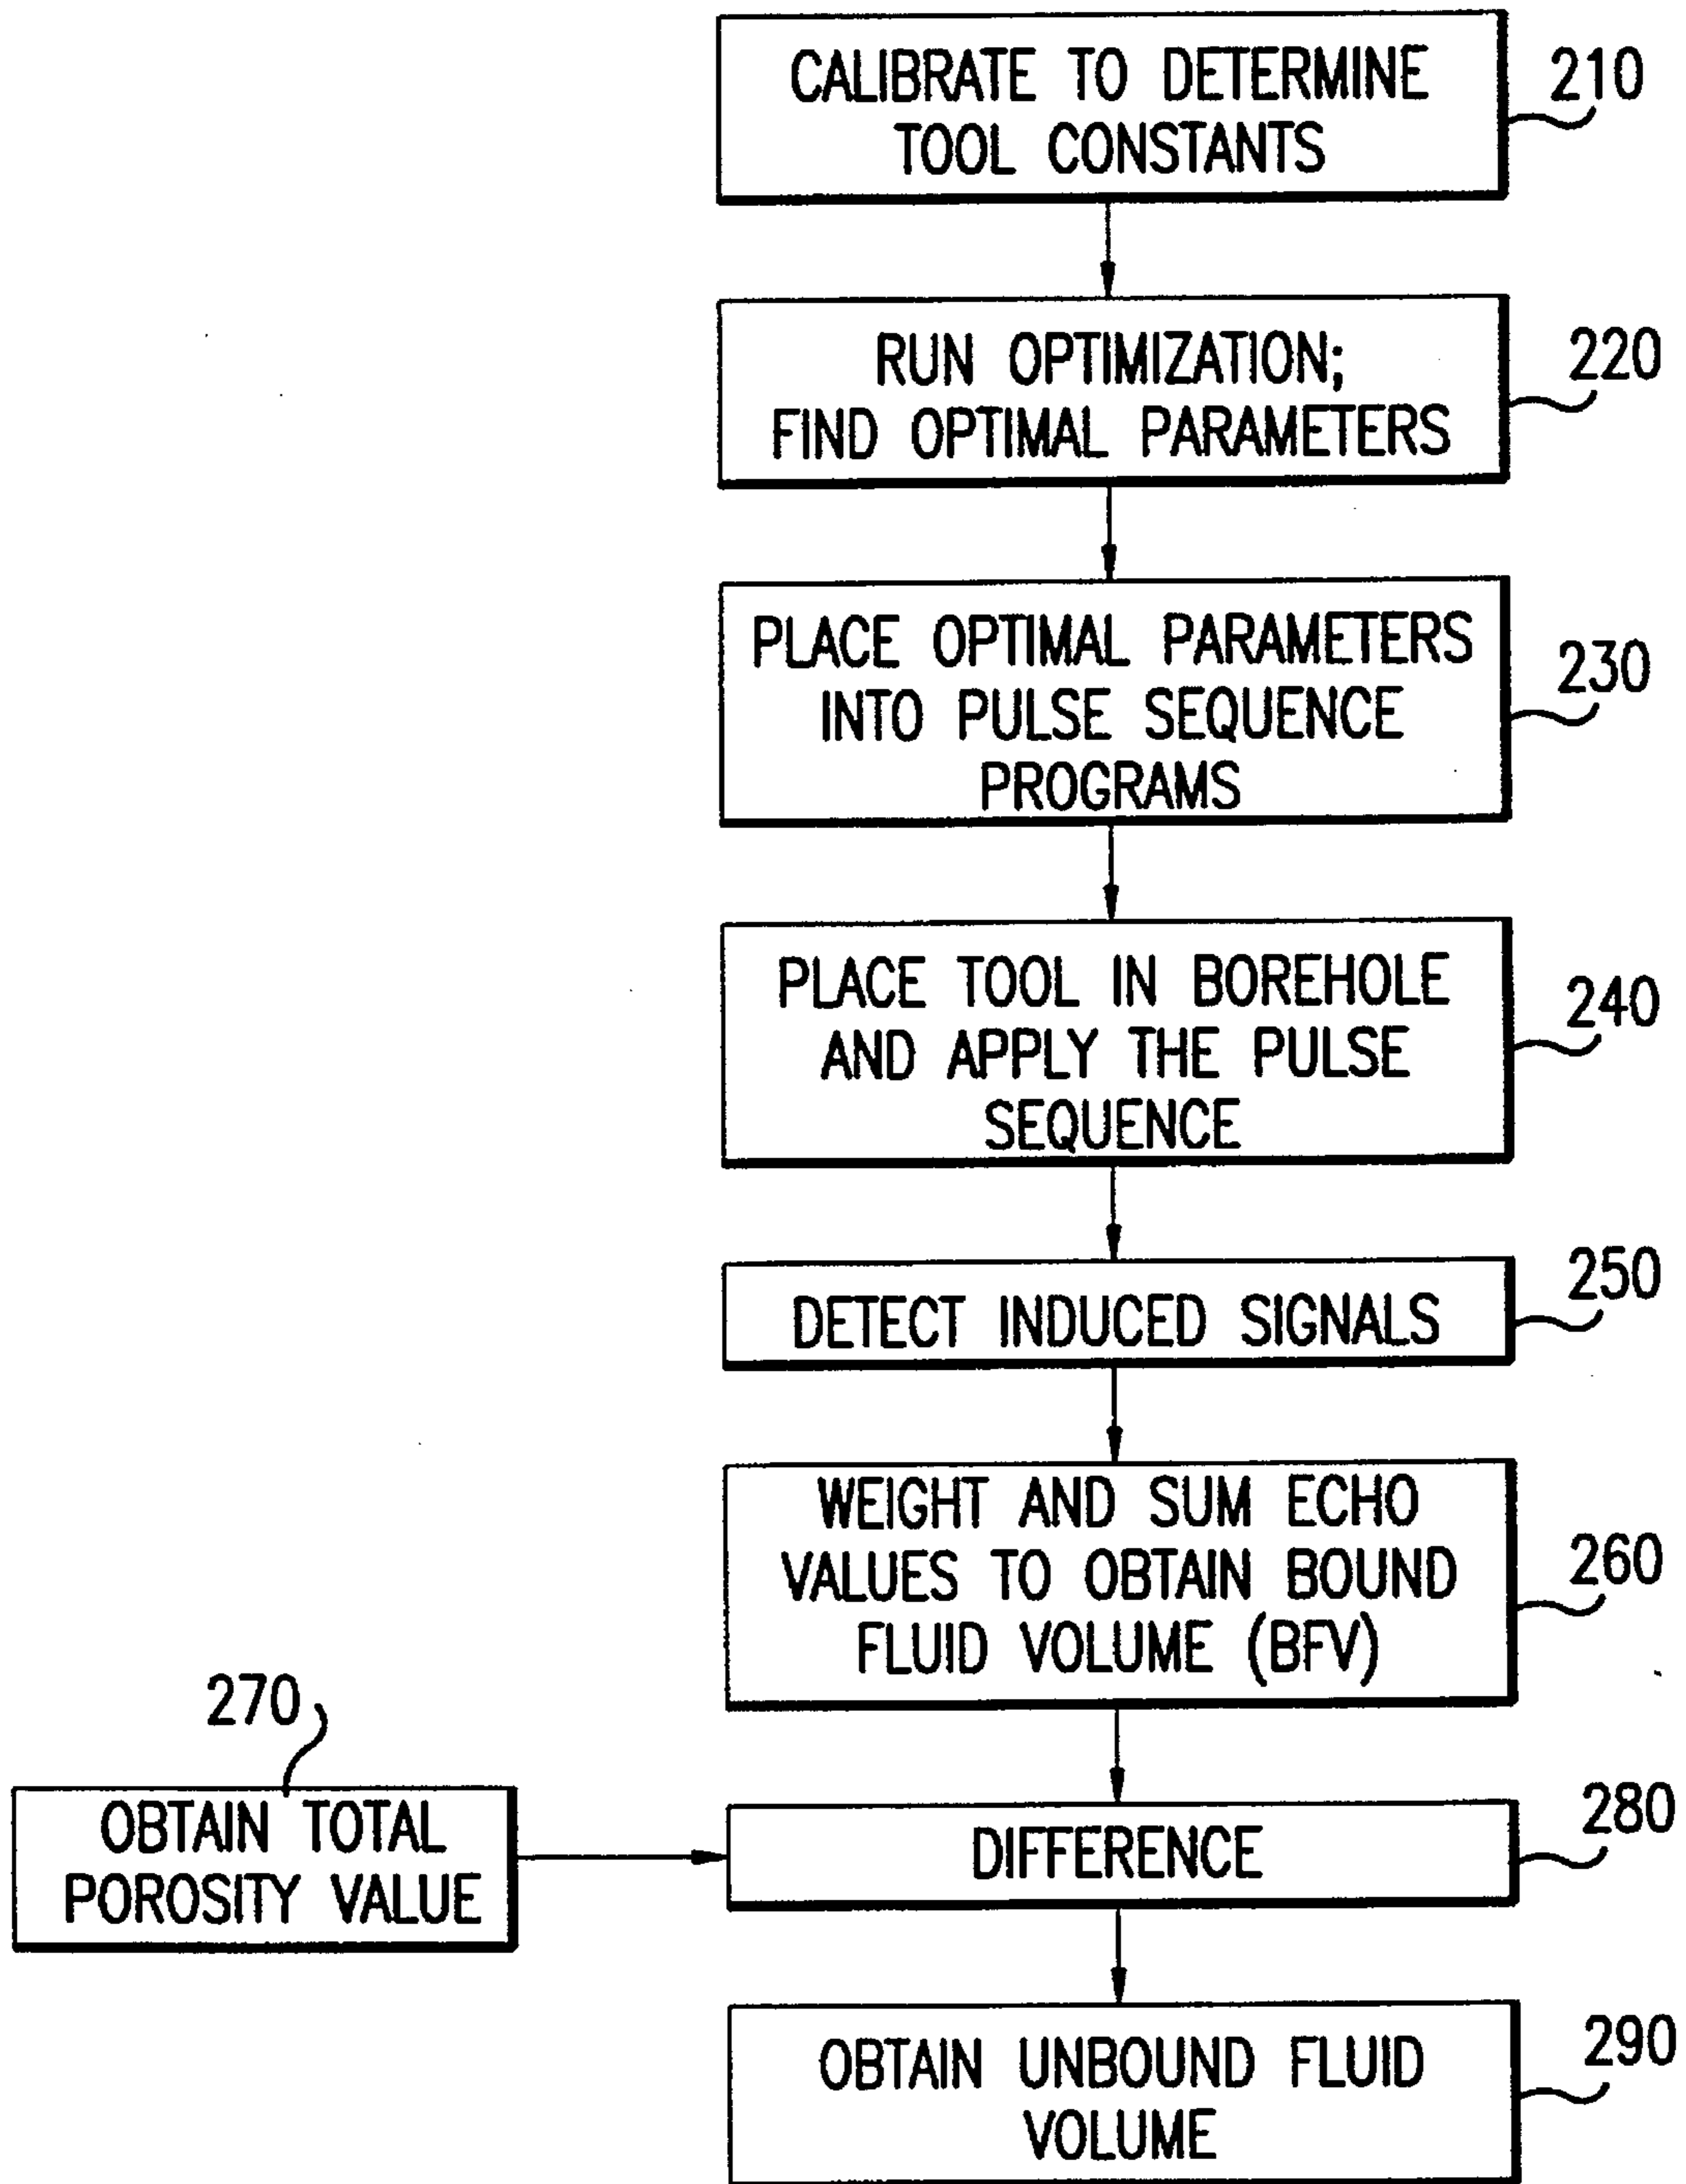 CALIBRATE TO DETERMINE
TOOL CONSTANTS
210
RUN OPTIMIZATION;
FIND OPTIMAL PARAMETERS
220
PLACE OPTIMAL PARAMETERS
INTO PULSE SEQUENCE
PROGRAMS
230
PLACE TOOL IN BOREHOLE
AND APPLY THE PULSE
SEQUENCE
240
DETECT INDUCED SIGNALS
250
WEIGHT AND SUM ECHO
VALUES TO OBTAIN BOUND
FLUID VOLUME (BFV)
260
270
OBTAIN TOTAL
POROSITY VALUE
DIFFERENCE
280
OBTAIN UNBOUND FLUID
VOLUME
290